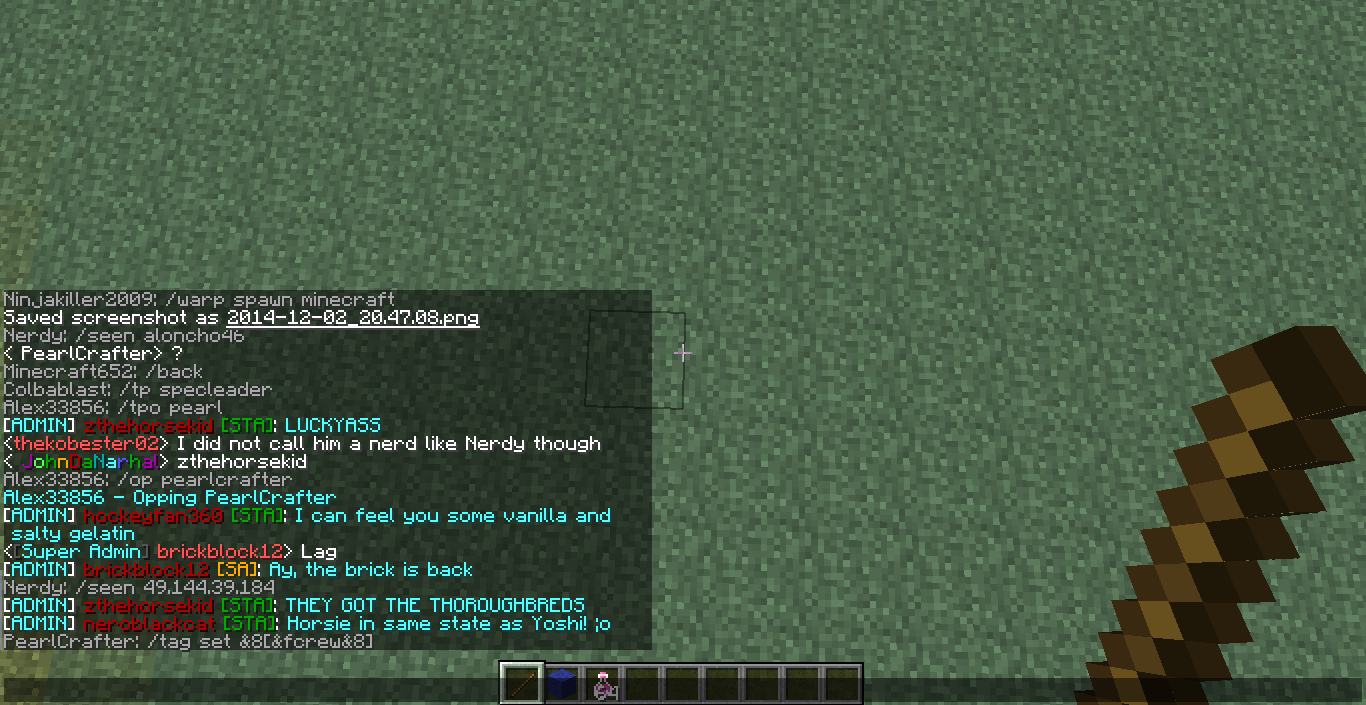 Ninjakiller2009: /warp spawn minecraft
Saved screenshot as 2014-12-02_20.47.08.png
Nerdy: /seen aloncho46
< PearlCrafter> ?
Minecraft652: /back
Colbablast: /tp specleader
Alex33856: /tpo pearl
[ADMIN] zthehorsekid [STA]: LUCKYASS
<thekobester02> I did not call him a nerd like Nerdy though
< JohnDaNarhal> zthehorsekid
Alex33856: /op pearlcrafter
Alex33856 - Opping PearlCrafter
[ADMIN] hockeyfan360 [STA]: I can feel you some vanilla and
salty gelatin
<[Super Admin] brickblock12> Lag
[ADMIN] brickblock12 [SA]: Ay, the brick is back
Nerdy: /seen 49.144.39.184
[ADMIN] zthehorsekid [STA]: THEY GOT THE THOROUGHBREDS
[ADMIN] neroblackcat [STA]: Horsie in same state as Yoshi! ;o
PearlCrafter: /tag set &8[&fcrew&8]
64